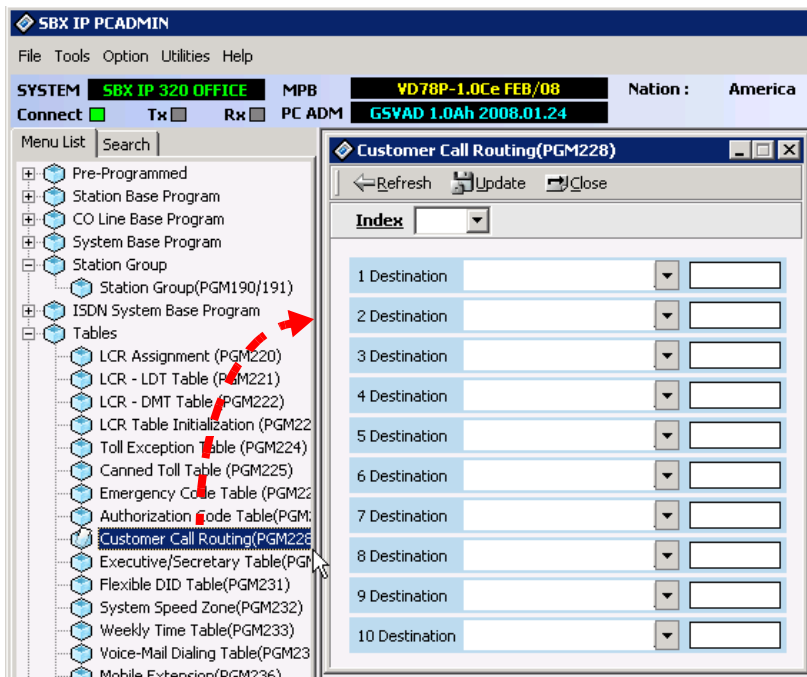 SBX IP PCADMIN
File Tools Option Utilities Help
SYSTEM SBX IP 320 OFFICE MPB VD78P-1.0Ce FEB/08 Nation : America
Connect Tx Rx PC ADM GSVAD 1.0Ah 2008.01.24
Menu List Search
Pre-Programmed
Station Base Program
CO Line Base Program
System Base Program
Station Group
Station Group(PGM190/191)
ISDN System Base Program
Tables
LCR Assignment (PGM220)
LCR - LDT Table (PGM221)
LCR - DMT Table (PGM222)
LCR Table Initialization (PGM22
Toll Exception Table (PGM224)
Canned Toll Table (PGM225)
Emergency Code Table (PGM22
Authorization Code Table(PGM
Customer Call Routing(PGM228
Executive/Secretary Table(PGM
Flexible DID Table(PGM231)
System Speed Zone(PGM232)
Weekly Time Table(PGM233)
Voice-Mail Dialing Table(PGM23
Mobile Extension(PGM236)
Customer Call Routing(PGM228)
Refresh Update Close
Index
1 Destination
2 Destination
3 Destination
4 Destination
5 Destination
6 Destination
7 Destination
8 Destination
9 Destination
10 Destination